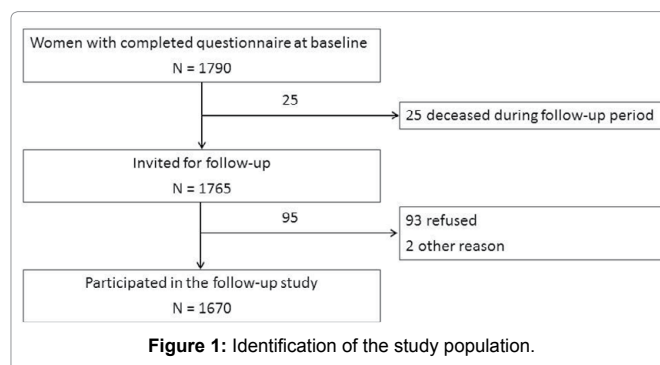 Women with completed questionnaire at baseline
N = 1790
25
25 deceased during follow-up period
Invited for follow-up
N = 1765
95
93 refused
2 other reason
Participated in the follow-up study
N = 1670
Figure 1: Identification of the study population.